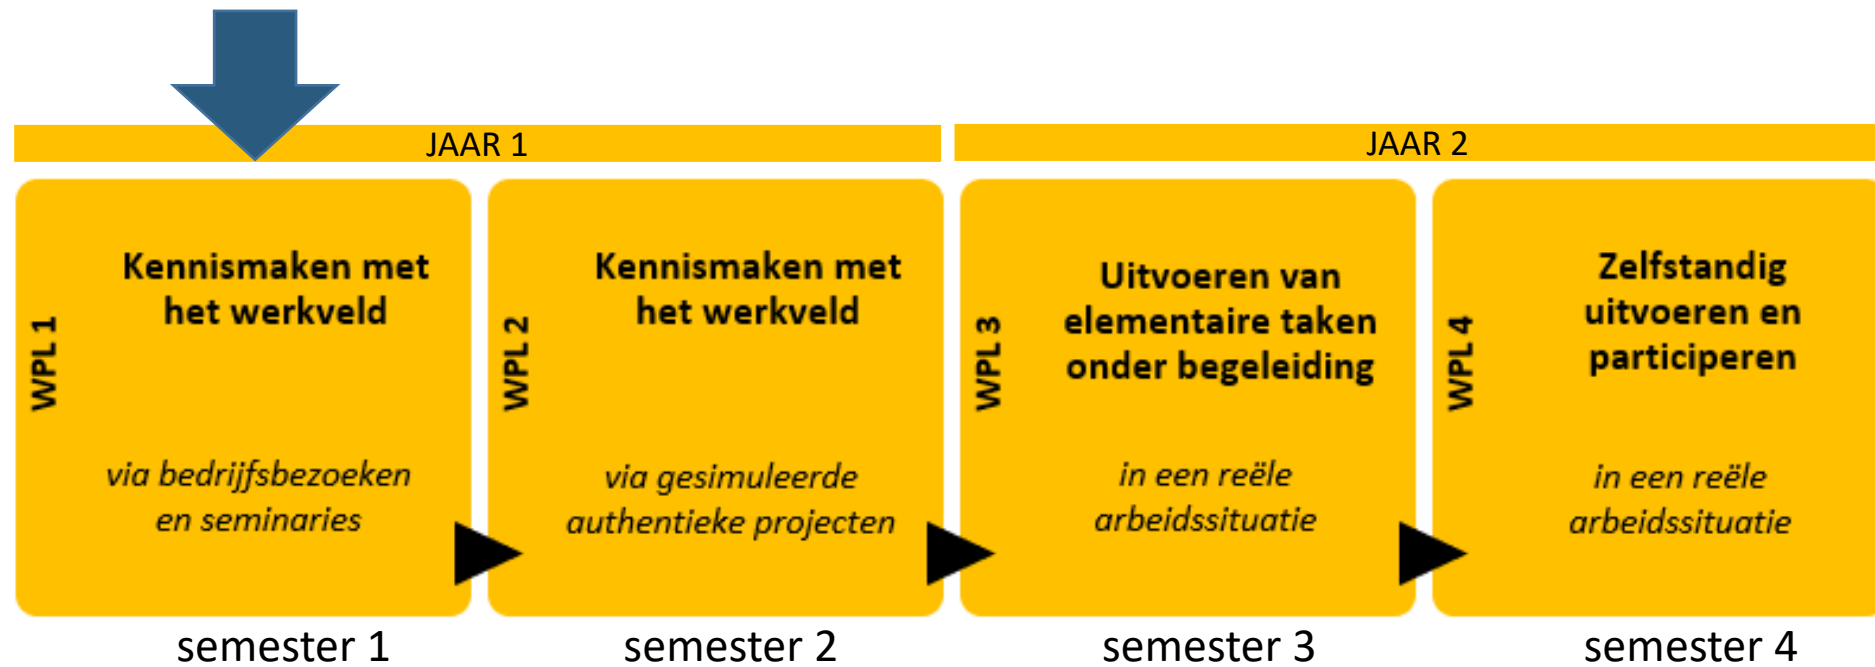 JAAR 1
JAAR 2
WPL 1
Kennismaken met
het werkveld
via bedrijfsbezoeken
en seminaries
WPL 2
Kennismaken met
het werkveld
via gesimuleerde
authentieke projecten
WPL 3
Uitvoeren van
elementaire taken
onder begeleiding
in een reële
arbeidssituatie
WPL 4
Zelfstandig
uitvoeren en
participeren
in een reële
arbeidssituatie
semester 1
semester 2
semester 3
semester 4